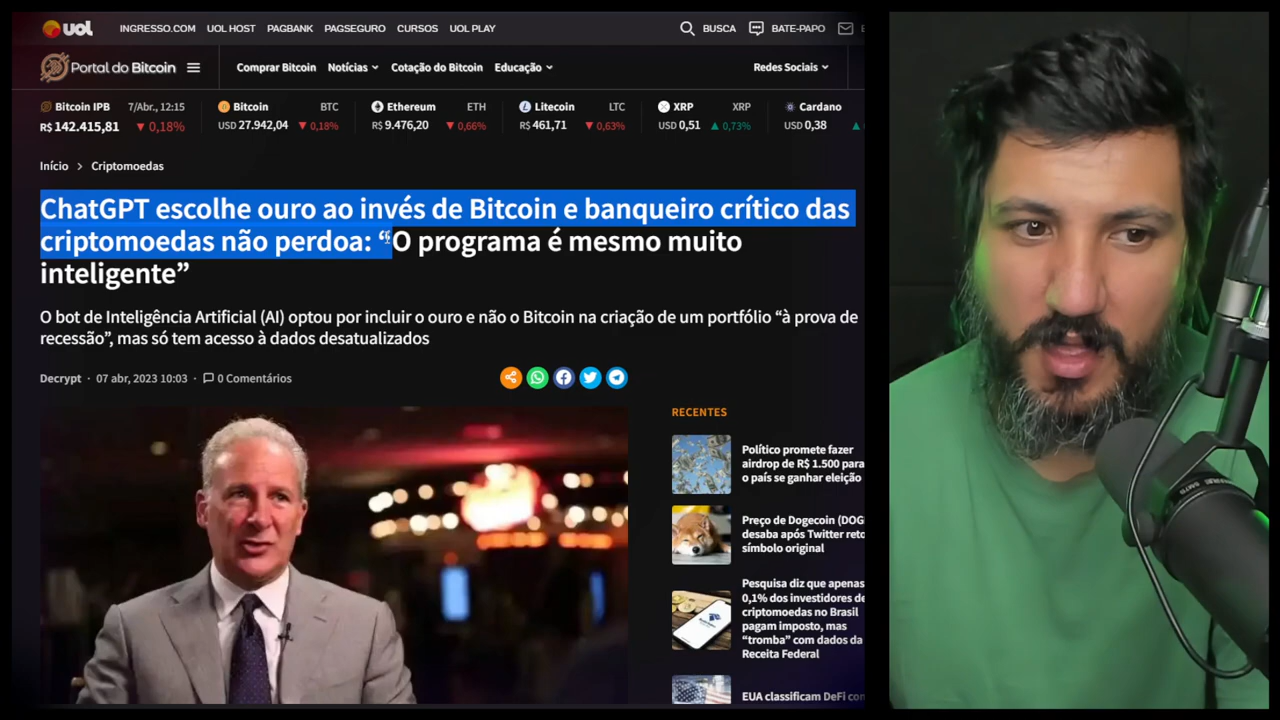 uol INGRESSO.COM UOL HOST PAGBANK PAGSEGURO CURSOS UOL PLAY BUSCA BATE-PAPO
Portal do Bitcoin Comprar Bitcoin Notícias Cotação do Bitcoin Educação Redes Sociais
Bitcoin IPB 7/Abr., 12:15 Bitcoin BTC Ethereum ETH Litecoin LTC XRP XRP Cardano
R$ 142.415,81 ▼ 0,18% USD 27.942,04 ▼ 0,18% R$ 9.476,20 ▼ 0,66% R$ 461,71 ▼ 0,63% USD 0,51 ▲ 0,73% USD 0,38 ▲
Início > Criptomoedas
ChatGPT escolhe ouro ao invés de Bitcoin e banqueiro crítico das
criptomoedas não perdoa: “O programa é mesmo muito
inteligente”
O bot de Inteligência Artificial (AI) optou por incluir o ouro e não o Bitcoin na criação de um portfólio “à prova de
recessão”, mas só tem acesso à dados desatualizados
Decrypt · 07 abr, 2023 10:03 · 0 Comentários
RECENTES
Político promete fazer
airdrop de R$ 1.500 para
o país se ganhar eleição
Preço de Dogecoin (DOG
desaba após Twitter reto
símbolo original
Pesquisa diz que apenas
0,1% dos investidores de
criptomoedas no Brasil
pagam imposto, mas
“tromba” com dados da
Receita Federal
EUA classificam DeFi con